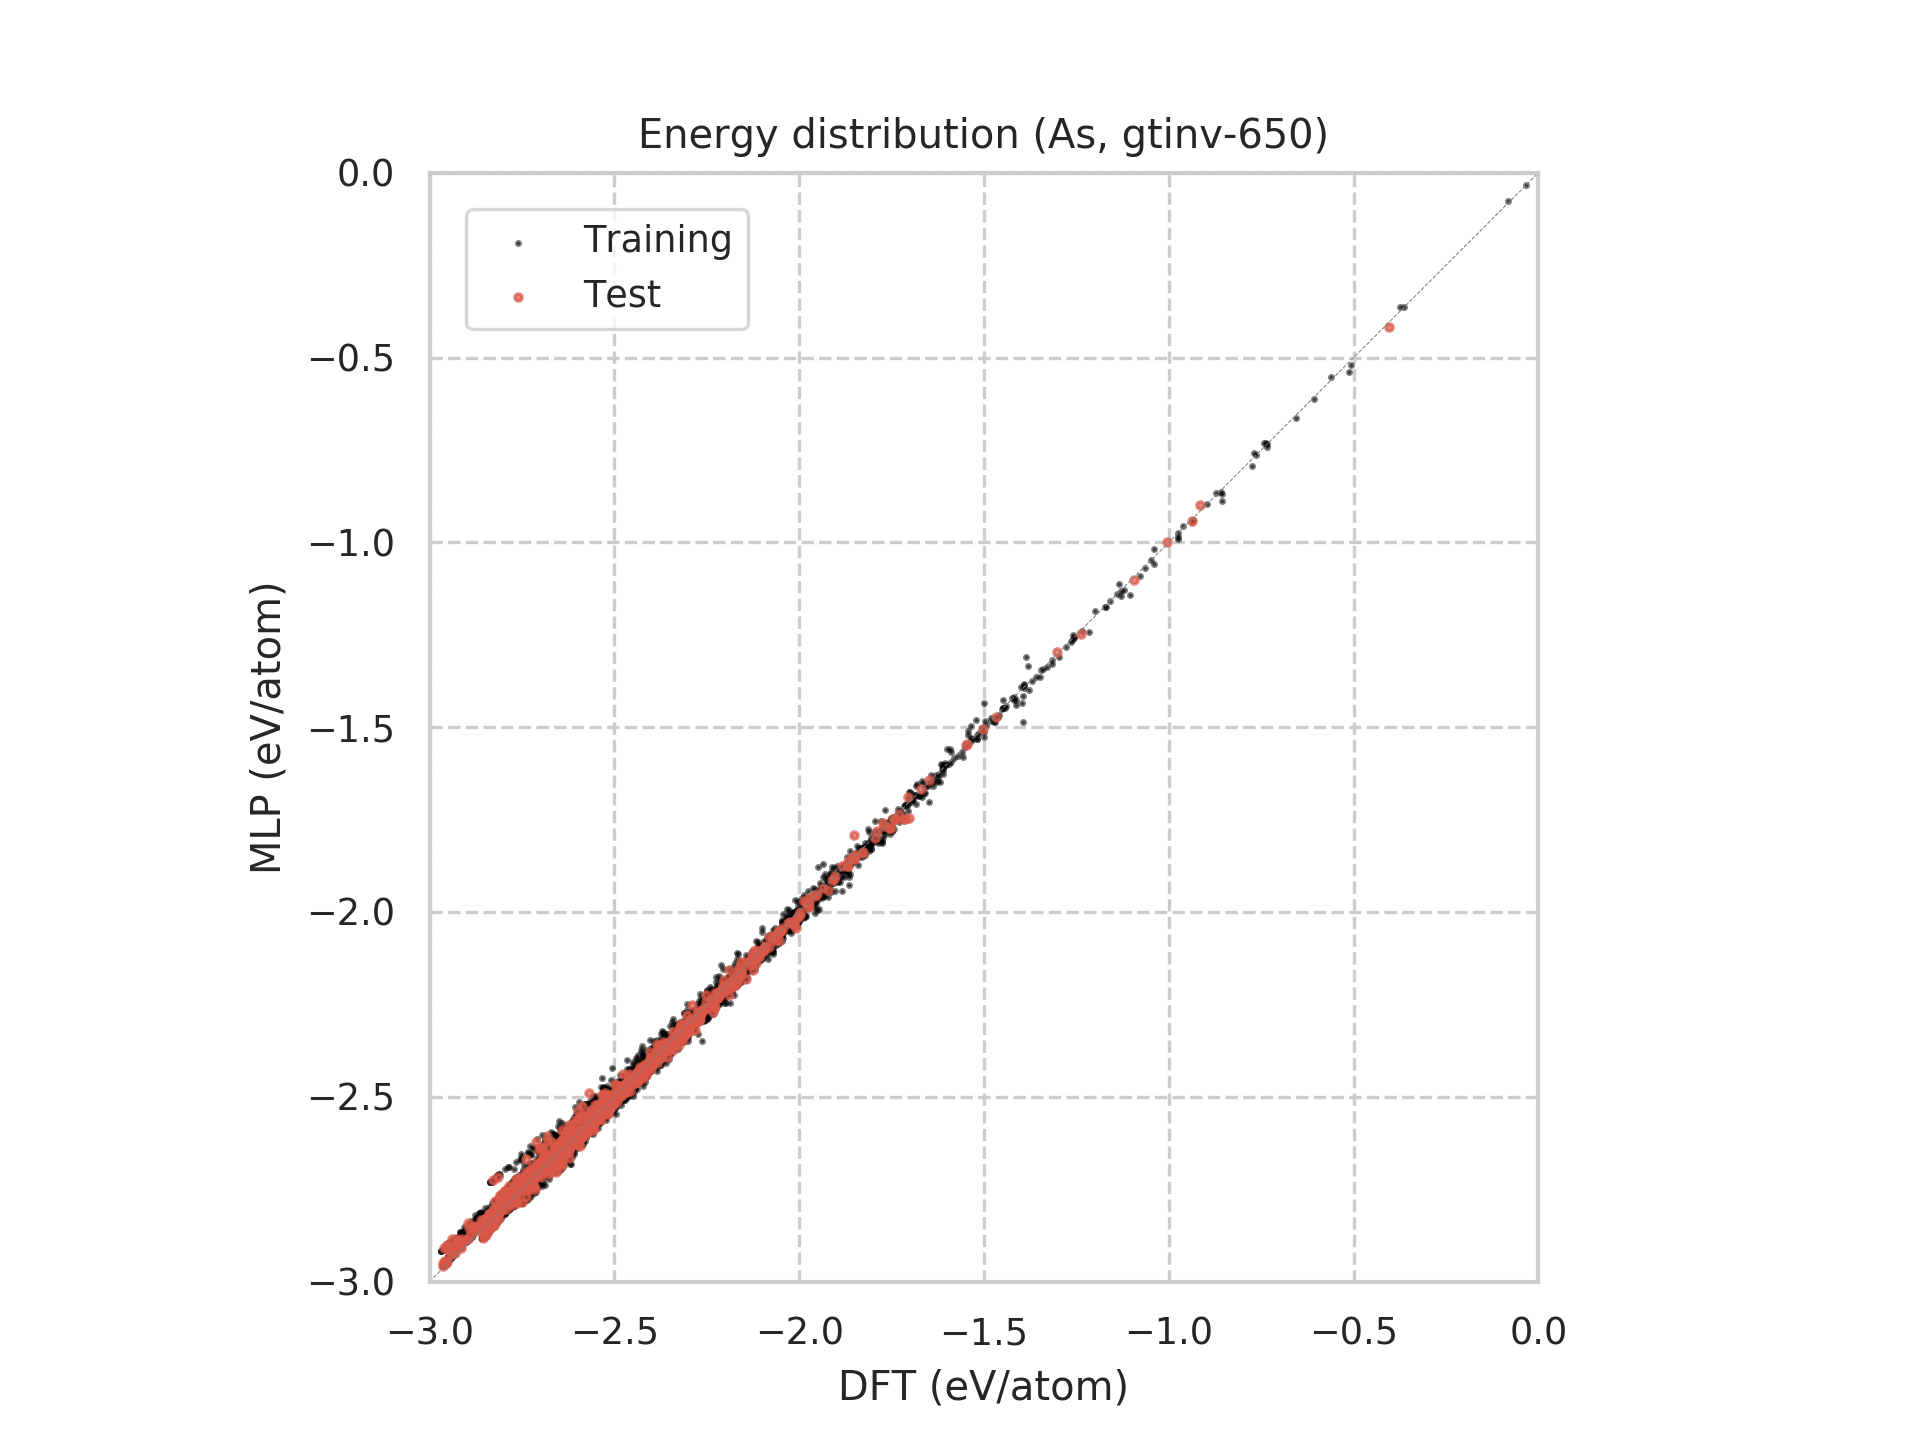 Energy distribution (As, gtinv-650)
Training
Test
0.0
−0.5
−1.0
−1.5
−2.0
−2.5
−3.0
MLP (eV/atom)
−3.0 −2.5 −2.0 −1.5 −1.0 −0.5 0.0
DFT (eV/atom)